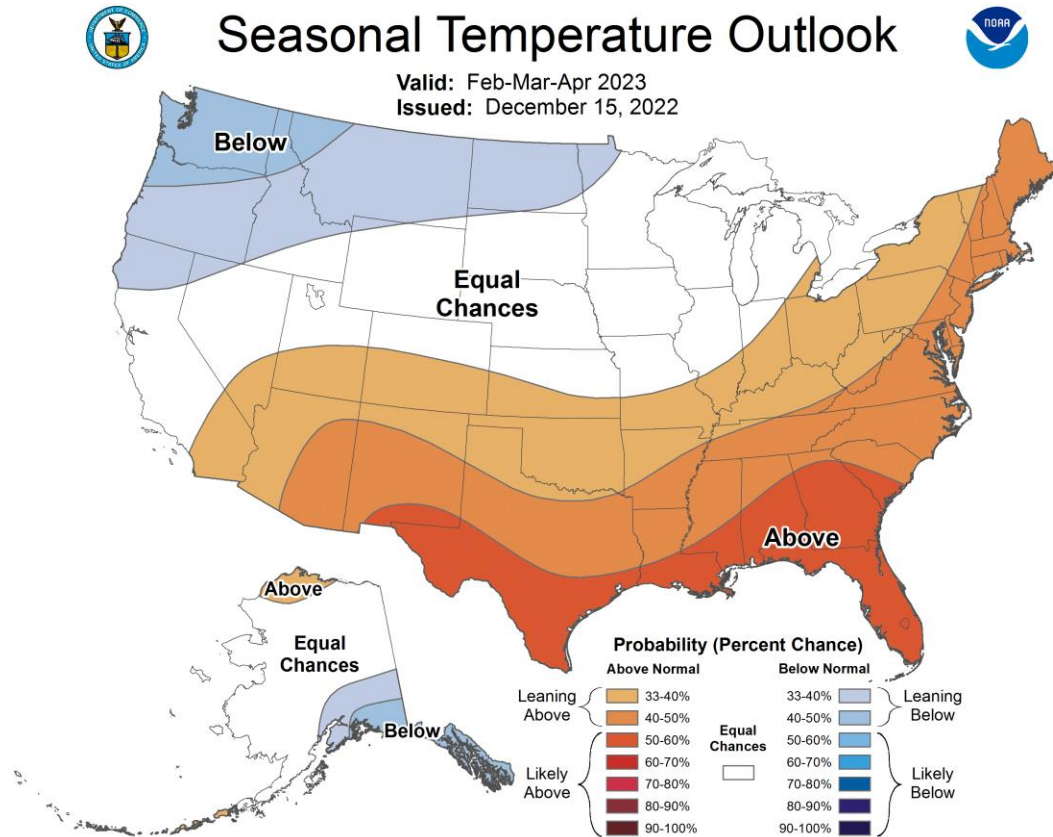 Seasonal Temperature Outlook
Valid: Feb-Mar-Apr 2023
Issued: December 15, 2022
NOAA
Below
Equal
Chances
Above
Above
Equal
Chances
Below
Probability (Percent Chance)
Above Normal
Below Normal
Leaning
Above
33-40%
40-50%
Likely
Above
50-60%
60-70%
70-80%
80-90%
90-100%
Equal
Chances
33-40%
40-50%
Leaning
Below
50-60%
60-70%
70-80%
80-90%
90-100%
Likely
Below